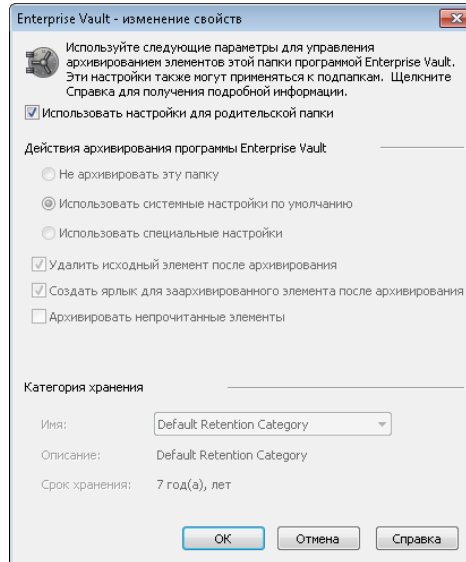 Enterprise Vault - изменение свойств
Используйте следующие параметры для управления
архивированием элементов этой папки программой Enterprise Vault.
Эти настройки также могут применяться к подпапкам. Щелкните
Справка для получения подробной информации.
Использовать настройки для родительской папки
Действия архивирования программы Enterprise Vault
Не архивировать эту папку
Использовать системные настройки по умолчанию
Использовать специальные настройки
Удалить исходный элемент после архивирования
Создать ярлык для заархивированного элемента после архивирования
Архивировать непрочитанные элементы
Категория хранения
Имя: Default Retention Category
Описание: Default Retention Category
Срок хранения: 7 год(а), лет
ОК Отмена Справка